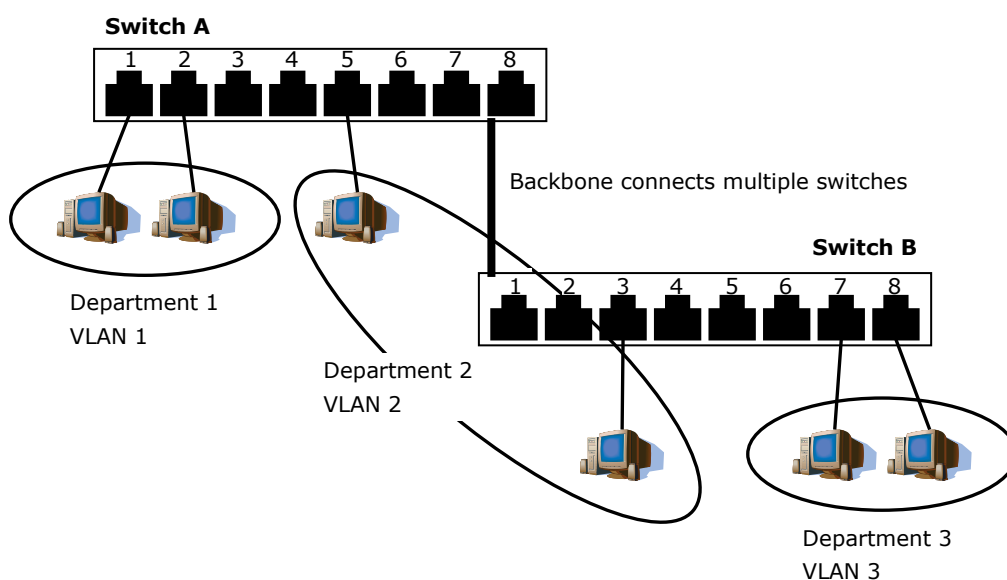 Switch A
1 2 3 4 5 6 7 8
Backbone connects multiple switches
Switch B
1 2 3 4 5 6 7 8
Department 1
VLAN 1
Department 2
VLAN 2
Department 3
VLAN 3